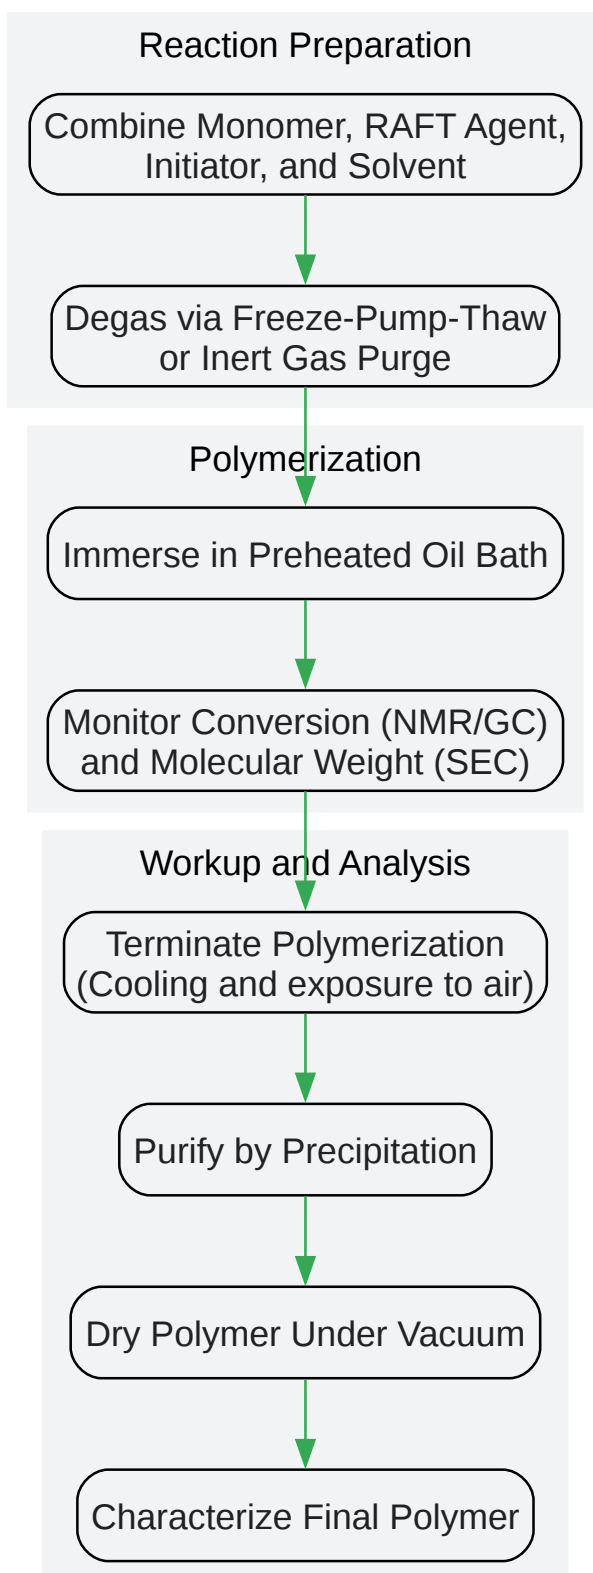 Reaction Preparation
Combine Monomer, RAFT Agent,
Initiator, and Solvent
Degas via Freeze-Pump-Thaw
or Inert Gas Purge
Polymerization
Immerse in Preheated Oil Bath
Monitor Conversion (NMR/GC)
and Molecular Weight (SEC)
Workup and Analysis
Terminate Polymerization
(Cooling and exposure to air)
Purify by Precipitation
Dry Polymer Under Vacuum
Characterize Final Polymer